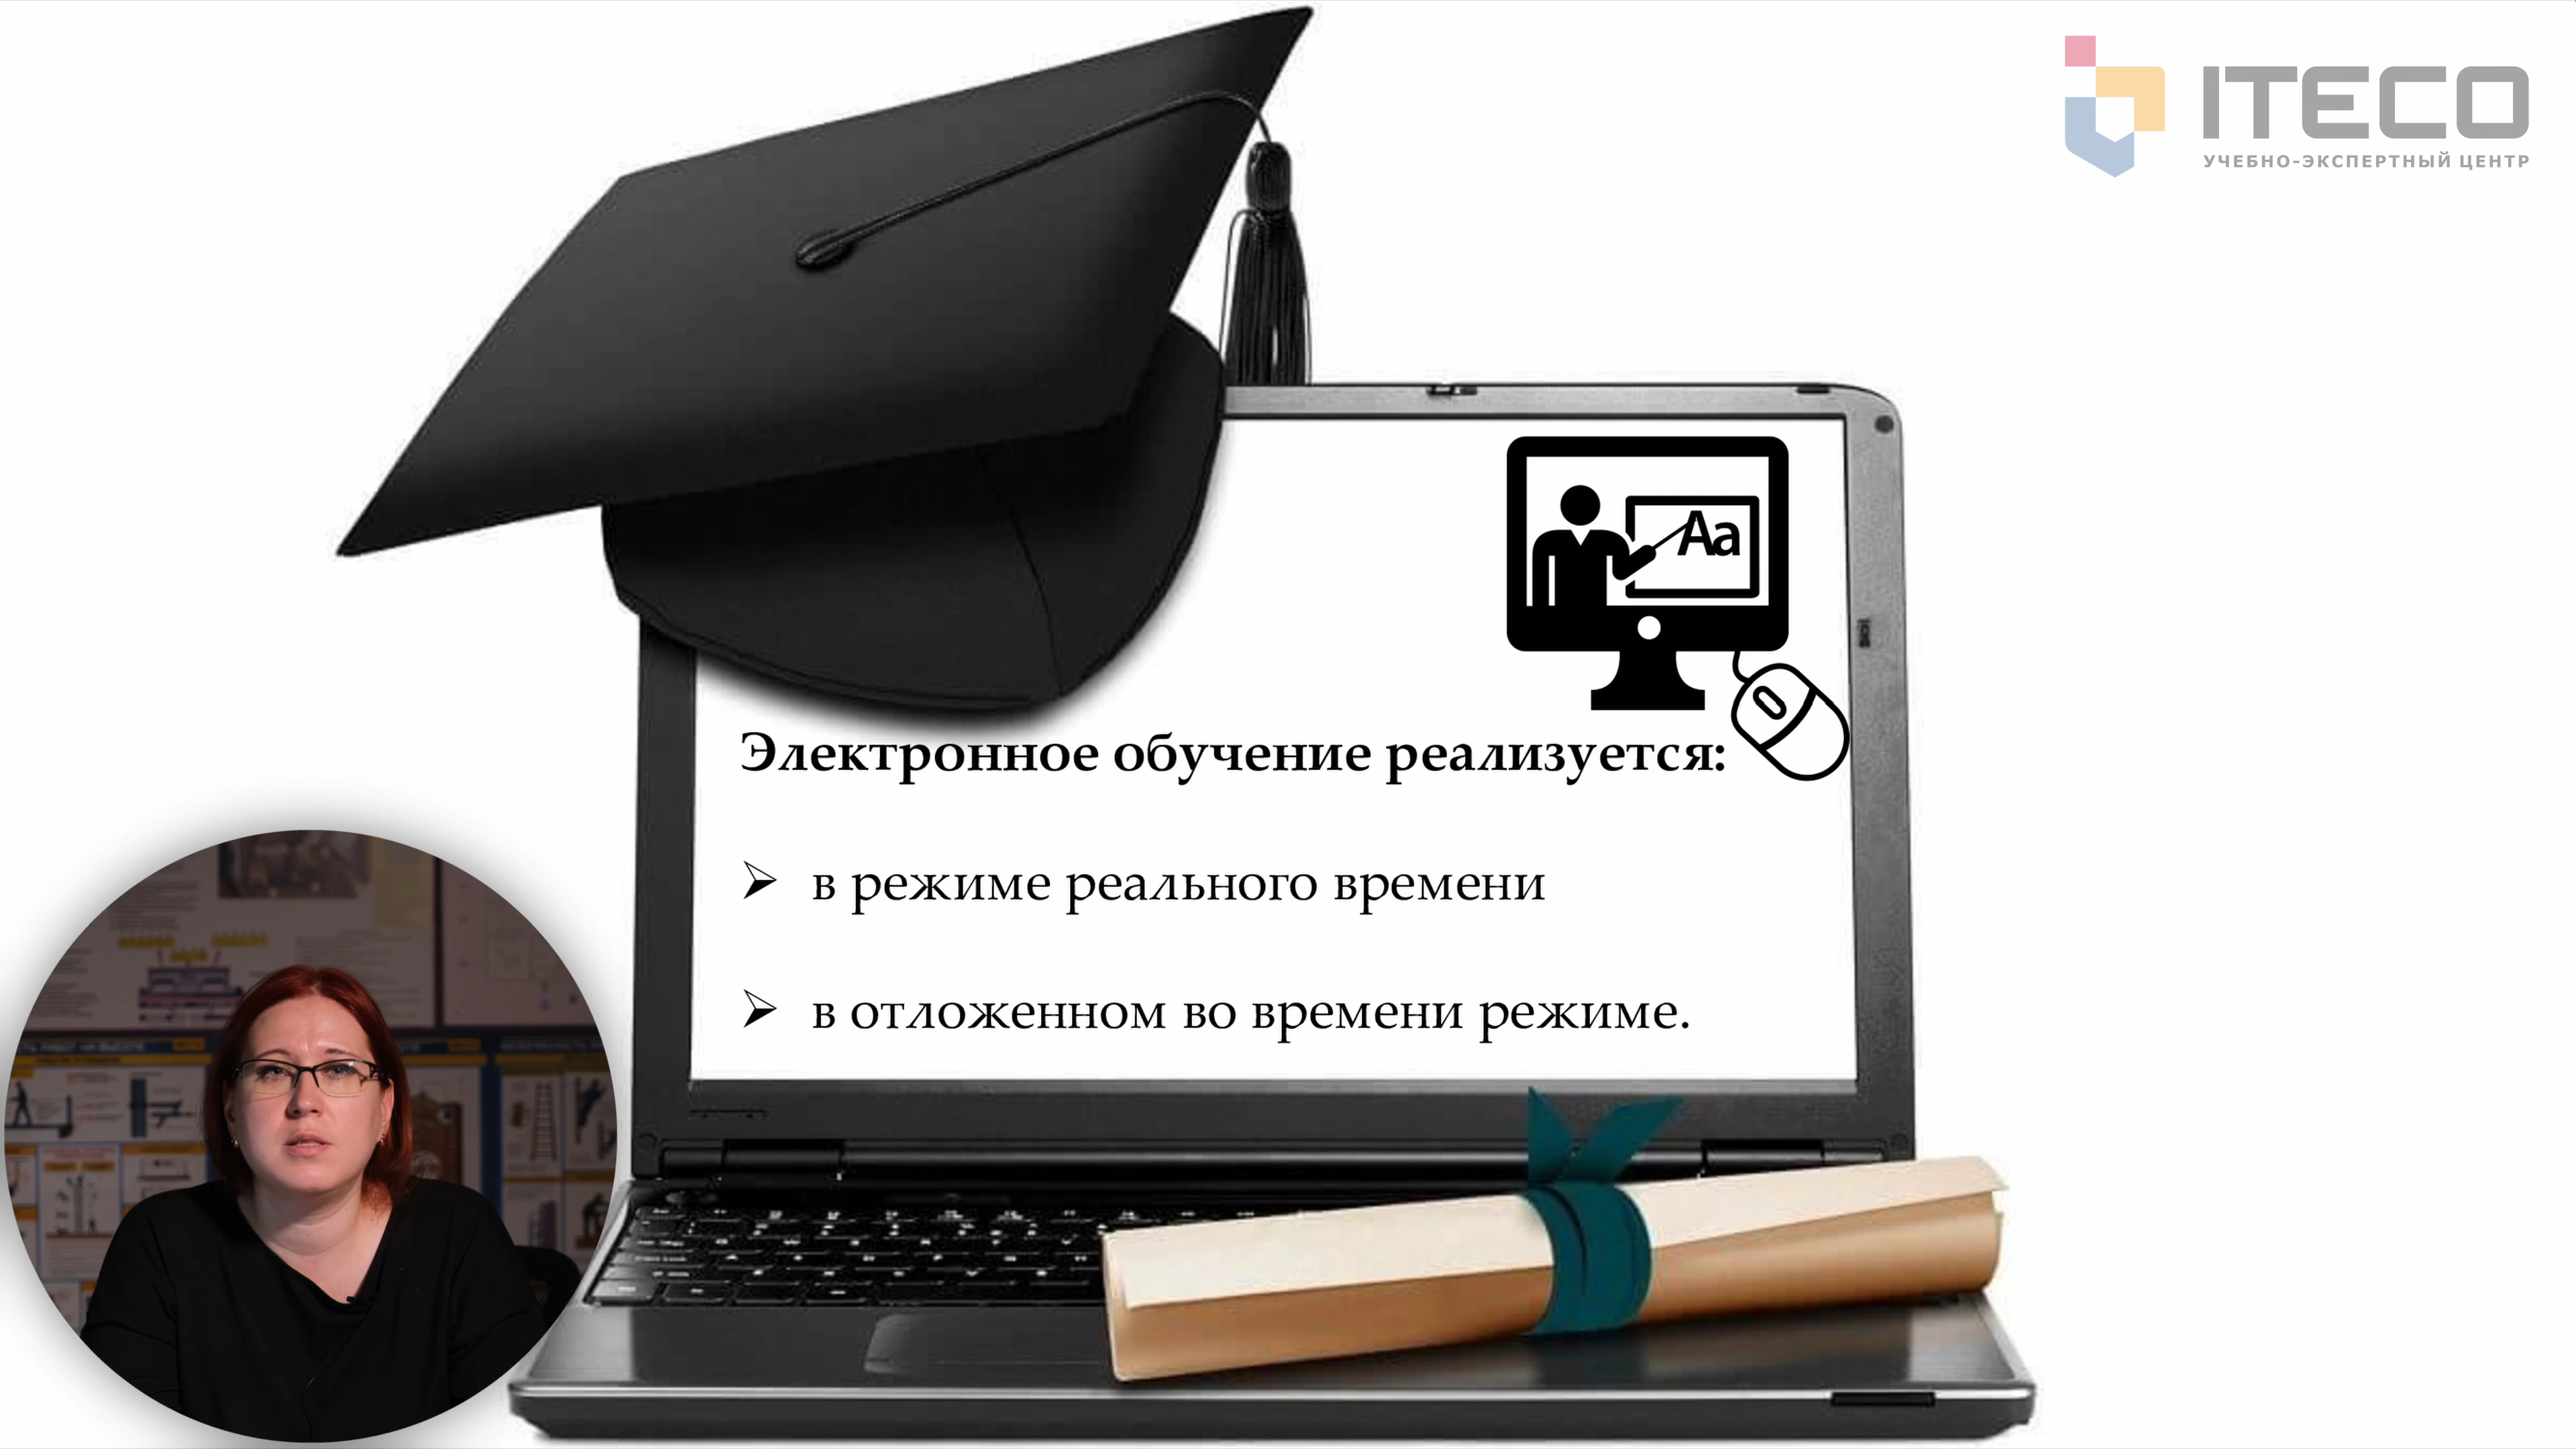 ITECO
УЧЕБНО-ЭКСПЕРТНЫЙ ЦЕНТР
Aa
Электронное обучение реализуется:
в режиме реального времени
в отложенном во времени режиме.